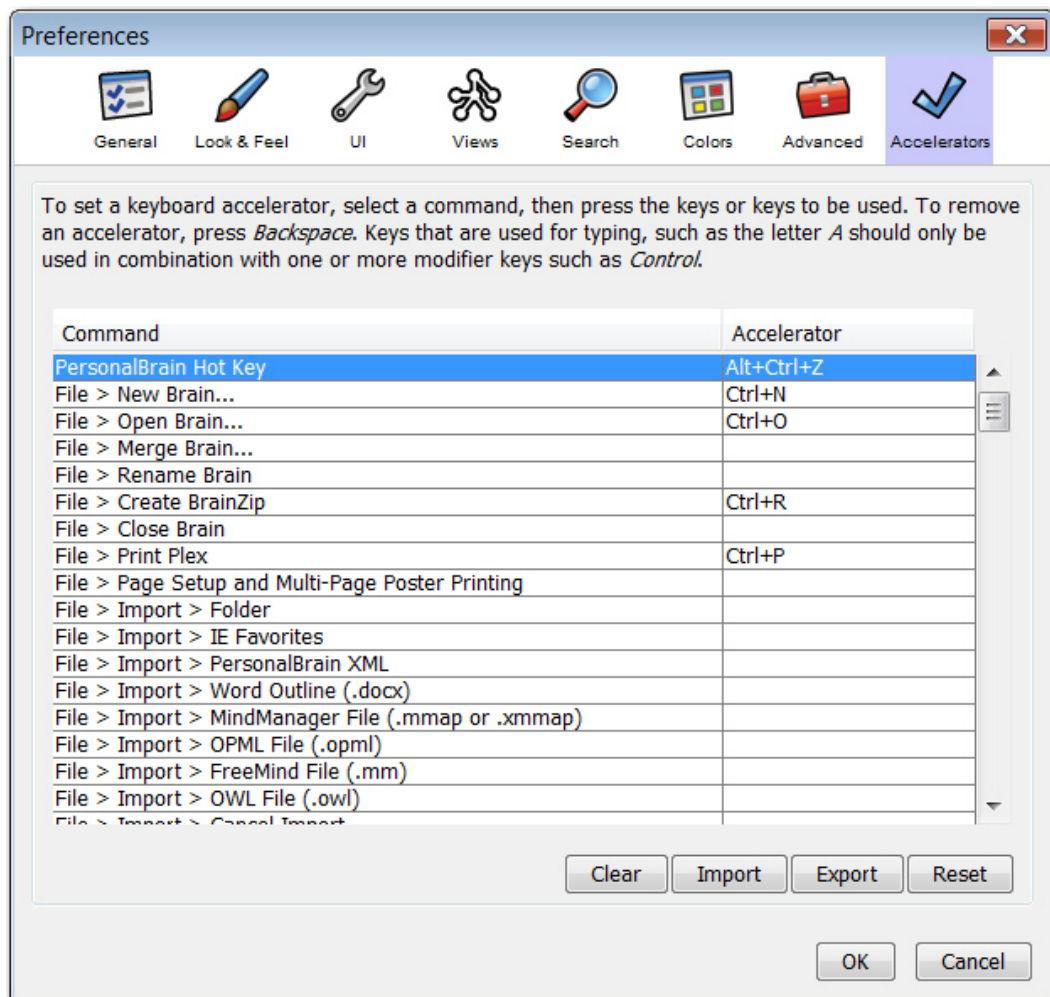 Preferences
General Look & Feel UI Views Search Colors Advanced Accelerators
To set a keyboard accelerator, select a command, then press the keys or keys to be used. To remove
an accelerator, press Backspace. Keys that are used for typing, such as the letter A should only be
used in combination with one or more modifier keys such as Control.
Command Accelerator
PersonalBrain Hot Key Alt+Ctrl+Z
File > New Brain... Ctrl+N
File > Open Brain... Ctrl+O
File > Merge Brain...
File > Rename Brain
File > Create BrainZip Ctrl+R
File > Close Brain
File > Print Plex Ctrl+P
File > Page Setup and Multi-Page Poster Printing
File > Import > Folder
File > Import > IE Favorites
File > Import > PersonalBrain XML
File > Import > Word Outline (.docx)
File > Import > MindManager File (.mmap or .xmmap)
File > Import > OPML File (.opml)
File > Import > FreeMind File (.mm)
File > Import > OWL File (.owl)
File > Import > Cancel Import
Clear Import Export Reset
OK Cancel